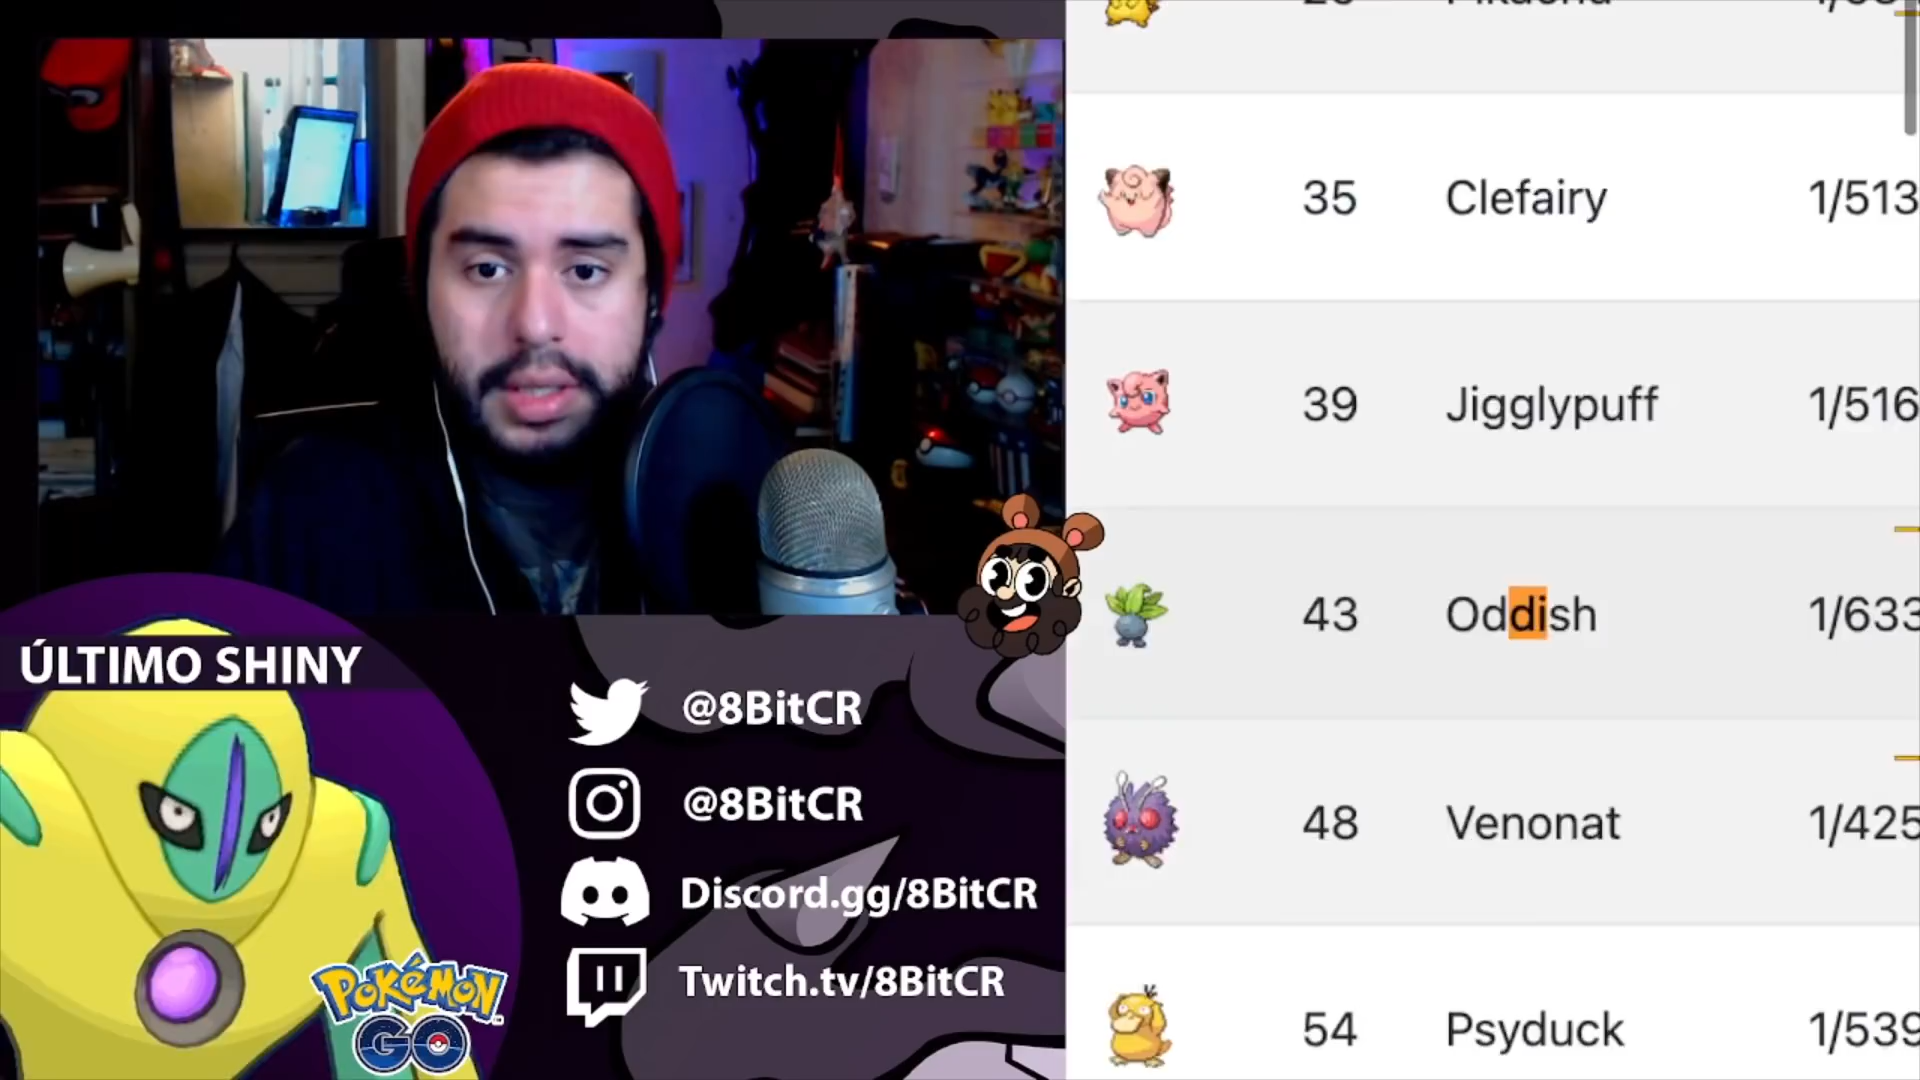 35 Clefairy 1/513
39 Jigglypuff 1/516
43 Oddish 1/633
48 Venonat 1/425
54 Psyduck 1/539
ÚLTIMO SHINY
@8BitCR
@8BitCR
Discord.gg/8BitCR
Twitch.tv/8BitCR
POKÉMON
GO